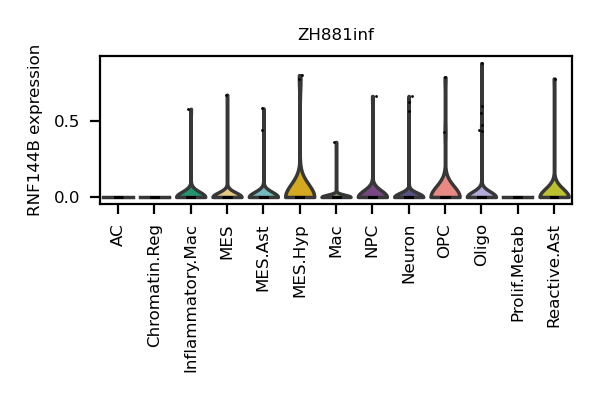 ZH881inf
RNF144B expression
0.5
0.0
AC
Chromatin.Reg
Inflammatory.Mac
MES
MES.Ast
MES.Hyp
Mac
NPC
Neuron
OPC
Oligo
Prolif.Metab
Reactive.Ast